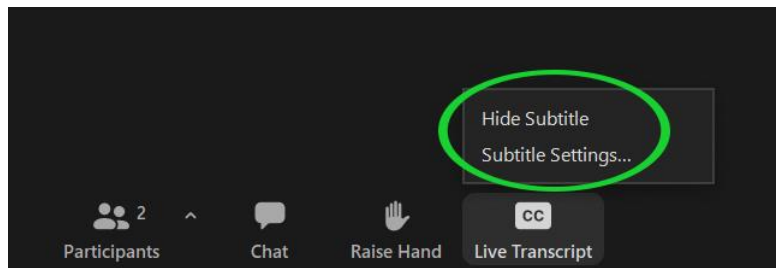 Hide Subtitle
Subtitle Settings...
2
CC
Participants
Chat
Raise Hand
Live Transcript